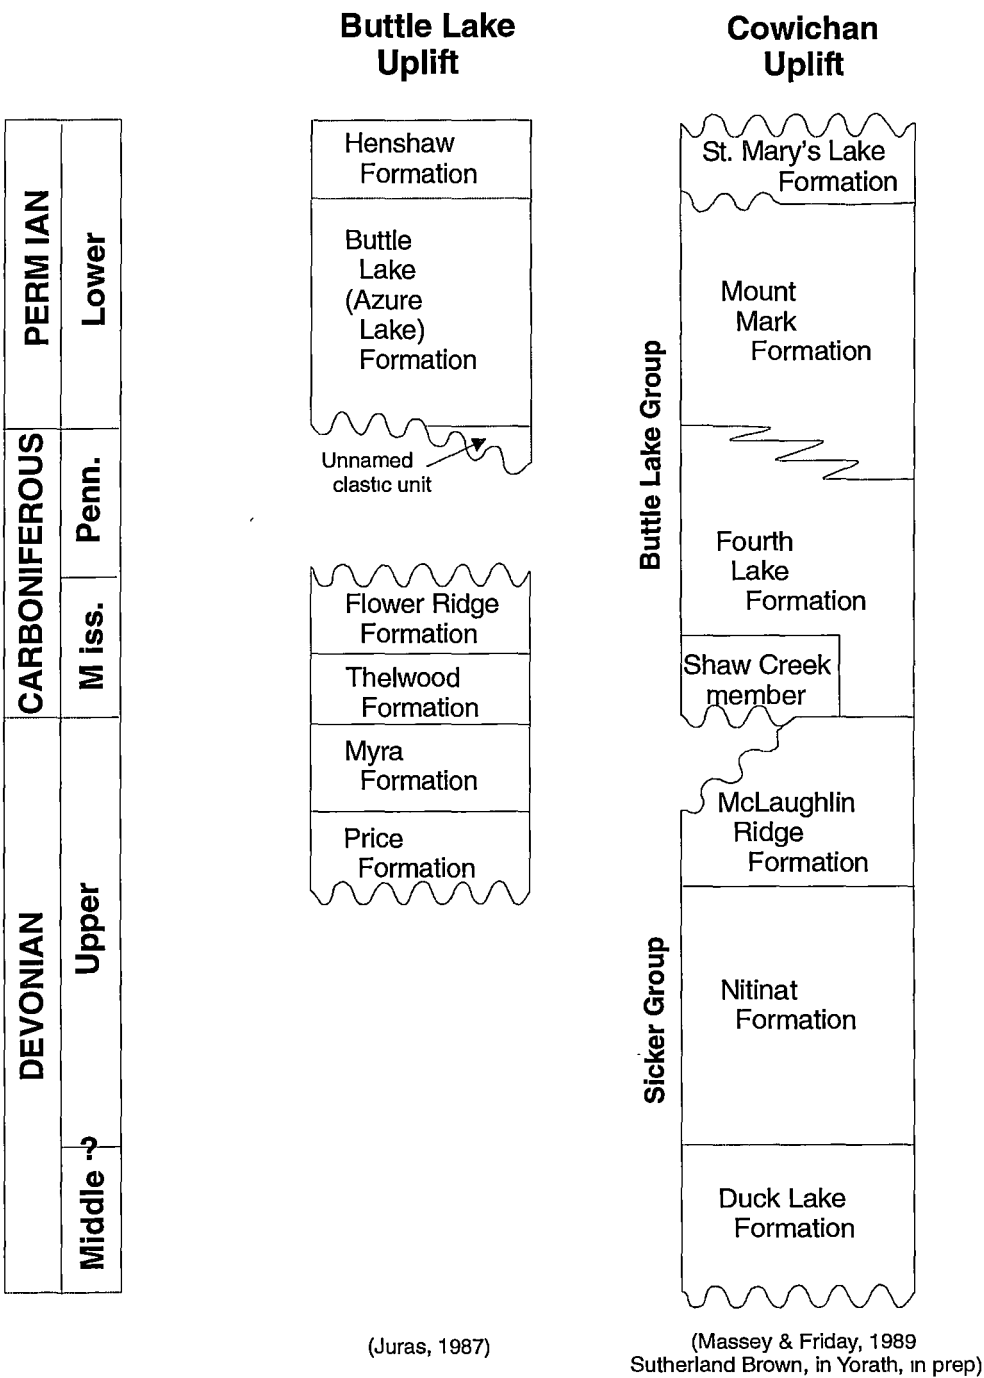 Buttle Lake
Uplift
Cowichan
Uplift
PERMIAN
Lower
CARBONIFEROUS
Penn.
Miss.
DEVONIAN
Upper
?
Middle
Henshaw
Formation
Buttle
Lake
(Azure
Lake)
Formation
Unnamed
clastic unit
Flower Ridge
Formation
Thelwood
Formation
Myra
Formation
Price
Formation
(Juras, 1987)
Buttle Lake Group
Sicker Group
St. Mary's Lake
Formation
Mount
Mark
Formation
Fourth
Lake
Formation
Shaw Creek
member
McLaughlin
Ridge
Formation
Nitinat
Formation
Duck Lake
Formation
(Massey & Friday, 1989
Sutherland Brown, in Yorath, in prep)